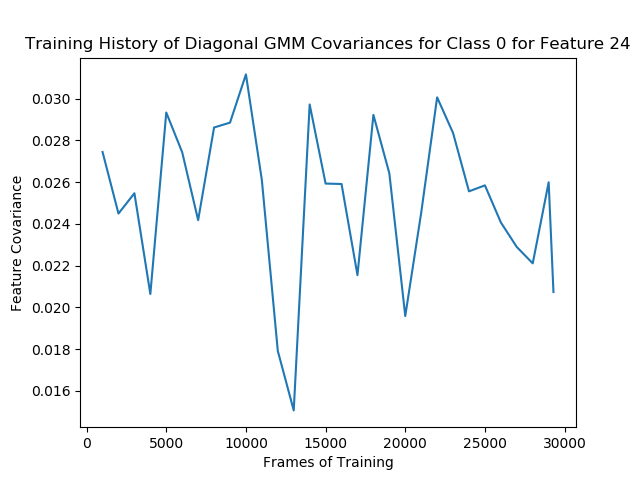 Training History of Diagonal GMM Covariances for Class 0 for Feature 24
0.030
0.028
0.026
0.024
0.022
0.020
0.018
0.016
Feature Covariance
0 5000 10000 15000 20000 25000 30000
Frames of Training